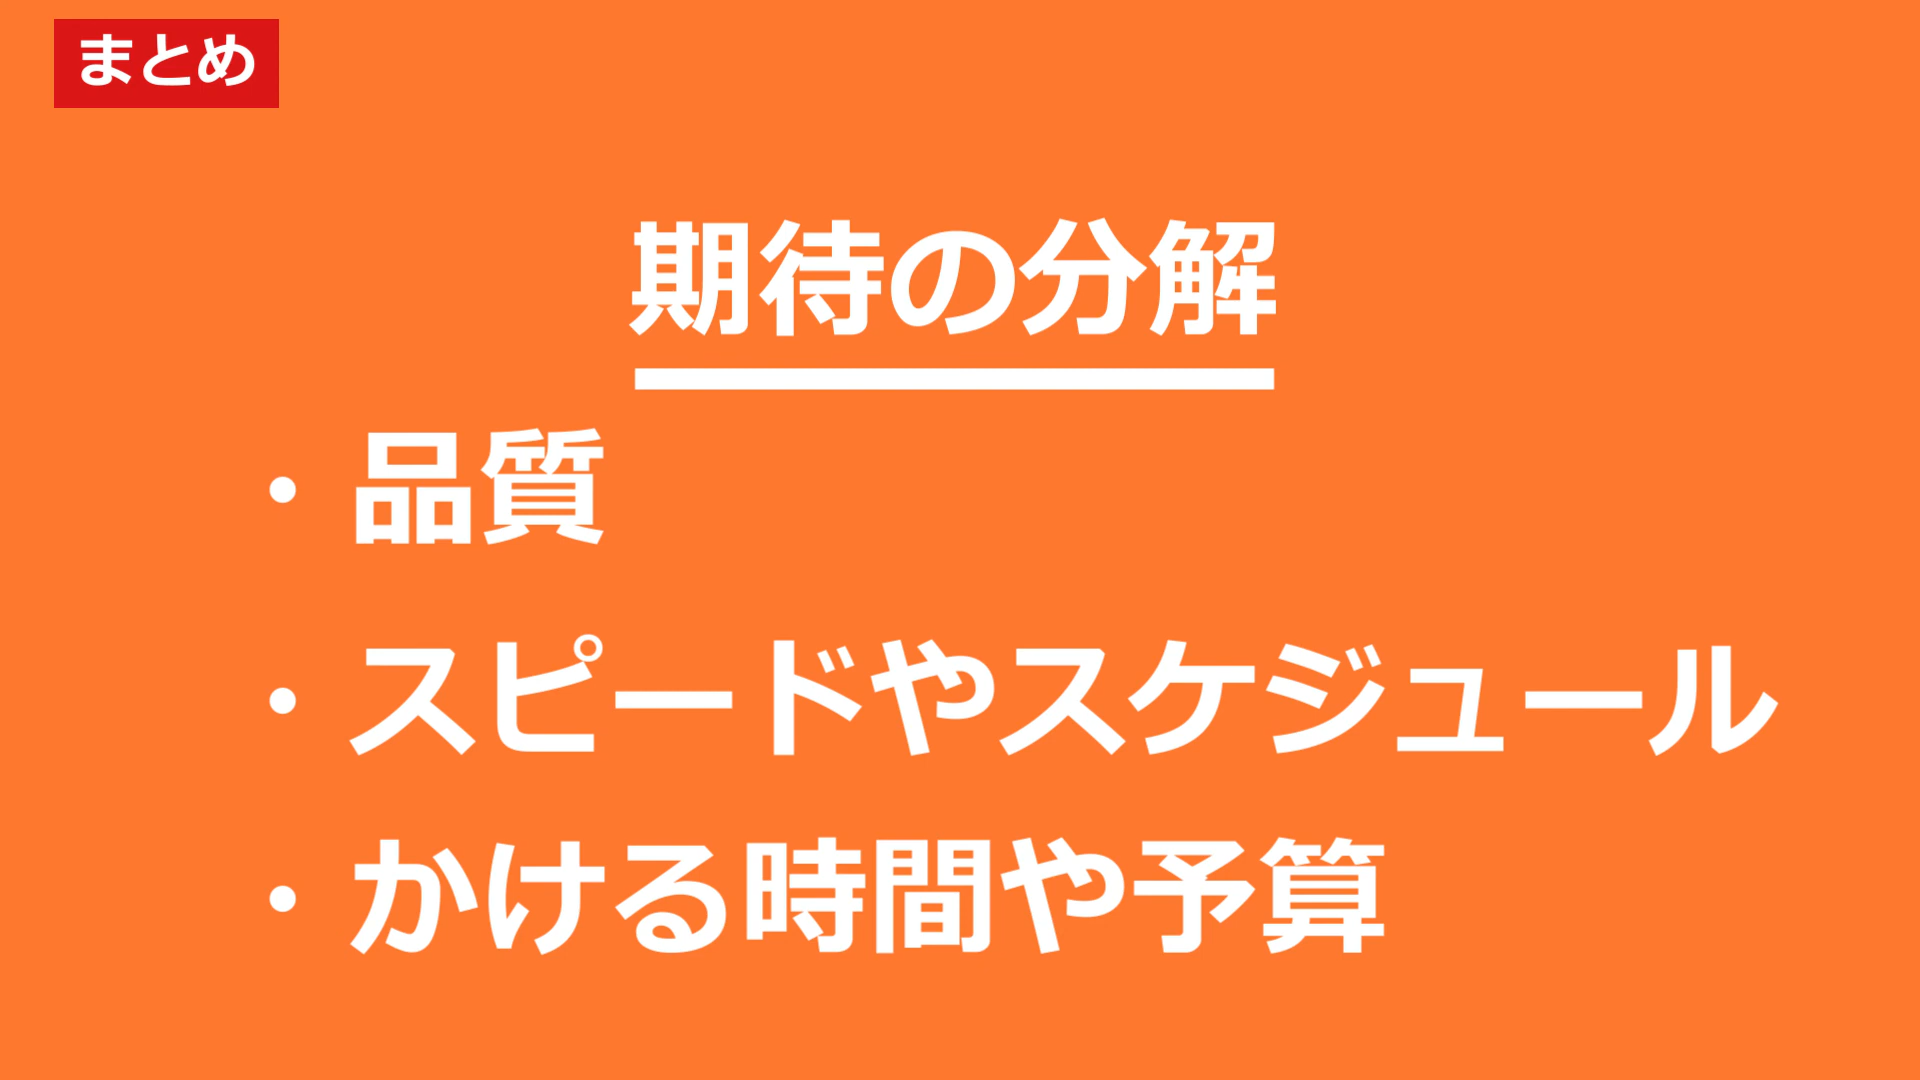 まとめ
期待の分解
・品質
・スピードやスケジュール
・かける時間や予算